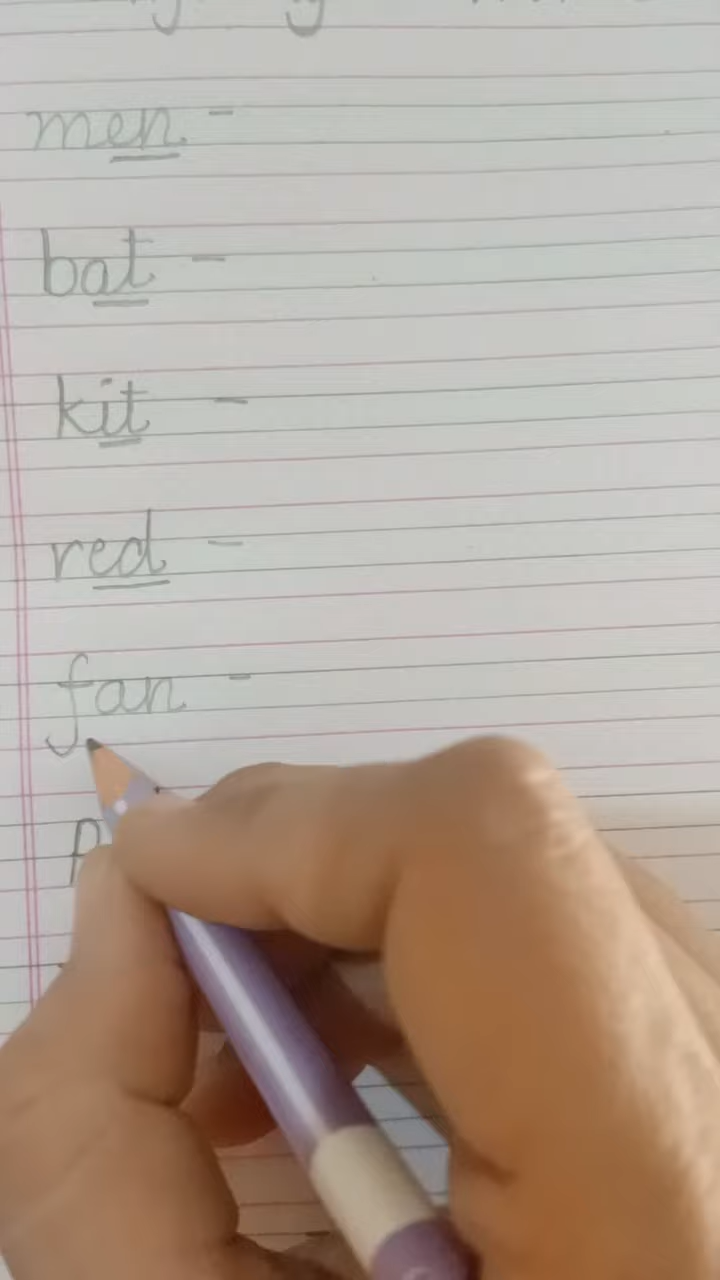 men -
bat -
kit -
red -
fan -